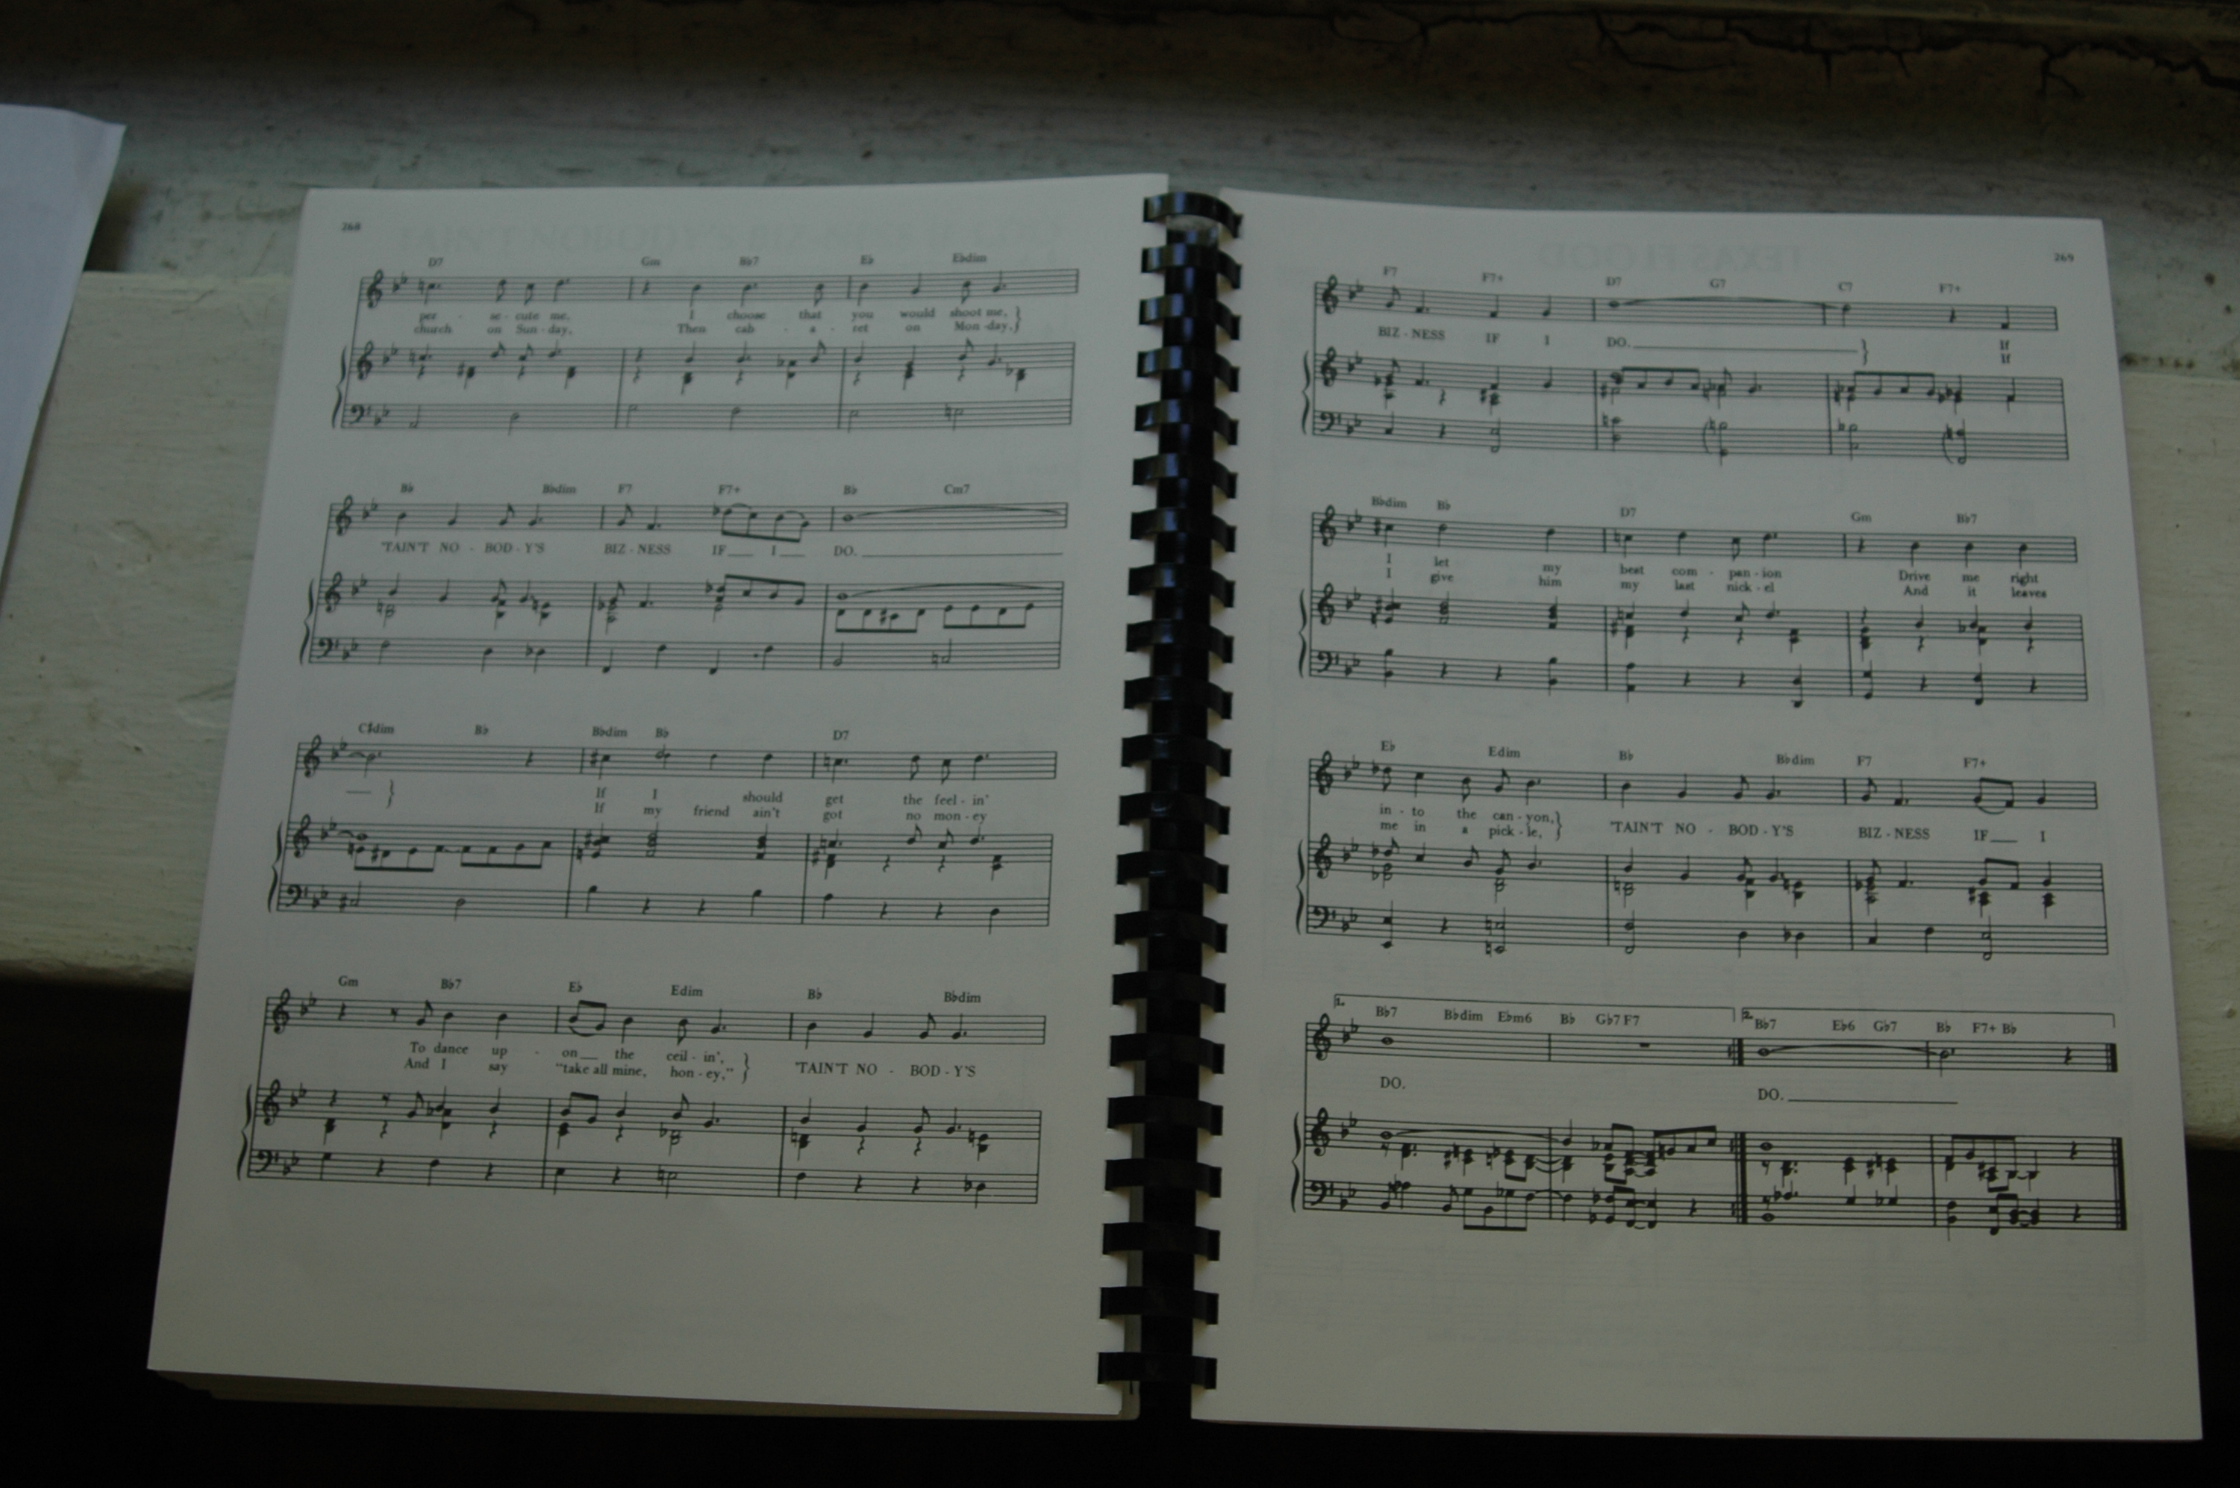 268
D7 Gm Bb7 Eb Ebdim
per - se - cute me, I choose that you would shoot me, }
church on Sun - day, Then cab - a - ret on Mon - day, }
Bb Bbdim F7 F7+ Bb Cm7
'TAIN'T NO - BOD - Y'S BIZ - NESS IF I DO.
C#dim Bb Bbdim Bb D7
If I friend should get the feel - in'
If my friend ain't got no mon - ey
Gm Bb7 Eb Edim Bb Bbdim
To dance up - on the ceil - in', } 'TAIN'T NO - BOD - Y'S
And I say "take all mine, hon - ey," }
269
F7 F7+ D7 G7 C7 F7+
BIZ - NESS IF I DO. If
If
Bbdim Bb D7 Gm Bb7
I let my best com - pan - ion Drive me right
I give him my last nick - el And it leaves
Eb Edim Bb Bbdim F7 F7+
in - to the can - yon, } 'TAIN'T NO - BOD - Y'S BIZ - NESS IF I
me in a pick - le, }
1. 2.
Bb7 Bbdim Ebm6 Bb Gb7 F7 Bb7 Eb6 Gb7 Bb F7+ Bb
DO. DO.